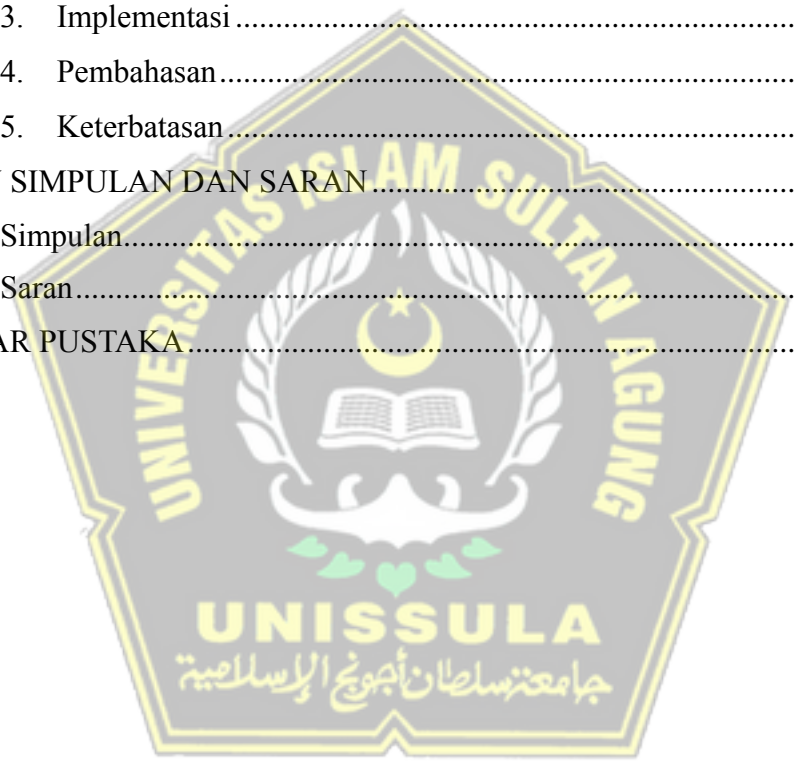 3. Implementasi........................................................................
4. Pembahasan..........................................................................
5. Keterbatasan.........................................................................
SIMPULAN DAN SARAN.......................................................
Simpulan.................................................................................
Saran.......................................................................................
AR PUSTAKA.........................................................................
UNIVERSITAS ISLAM SULTAN AGUNG
UNISSULA
جامعة سلطان أجونج الإسلامية